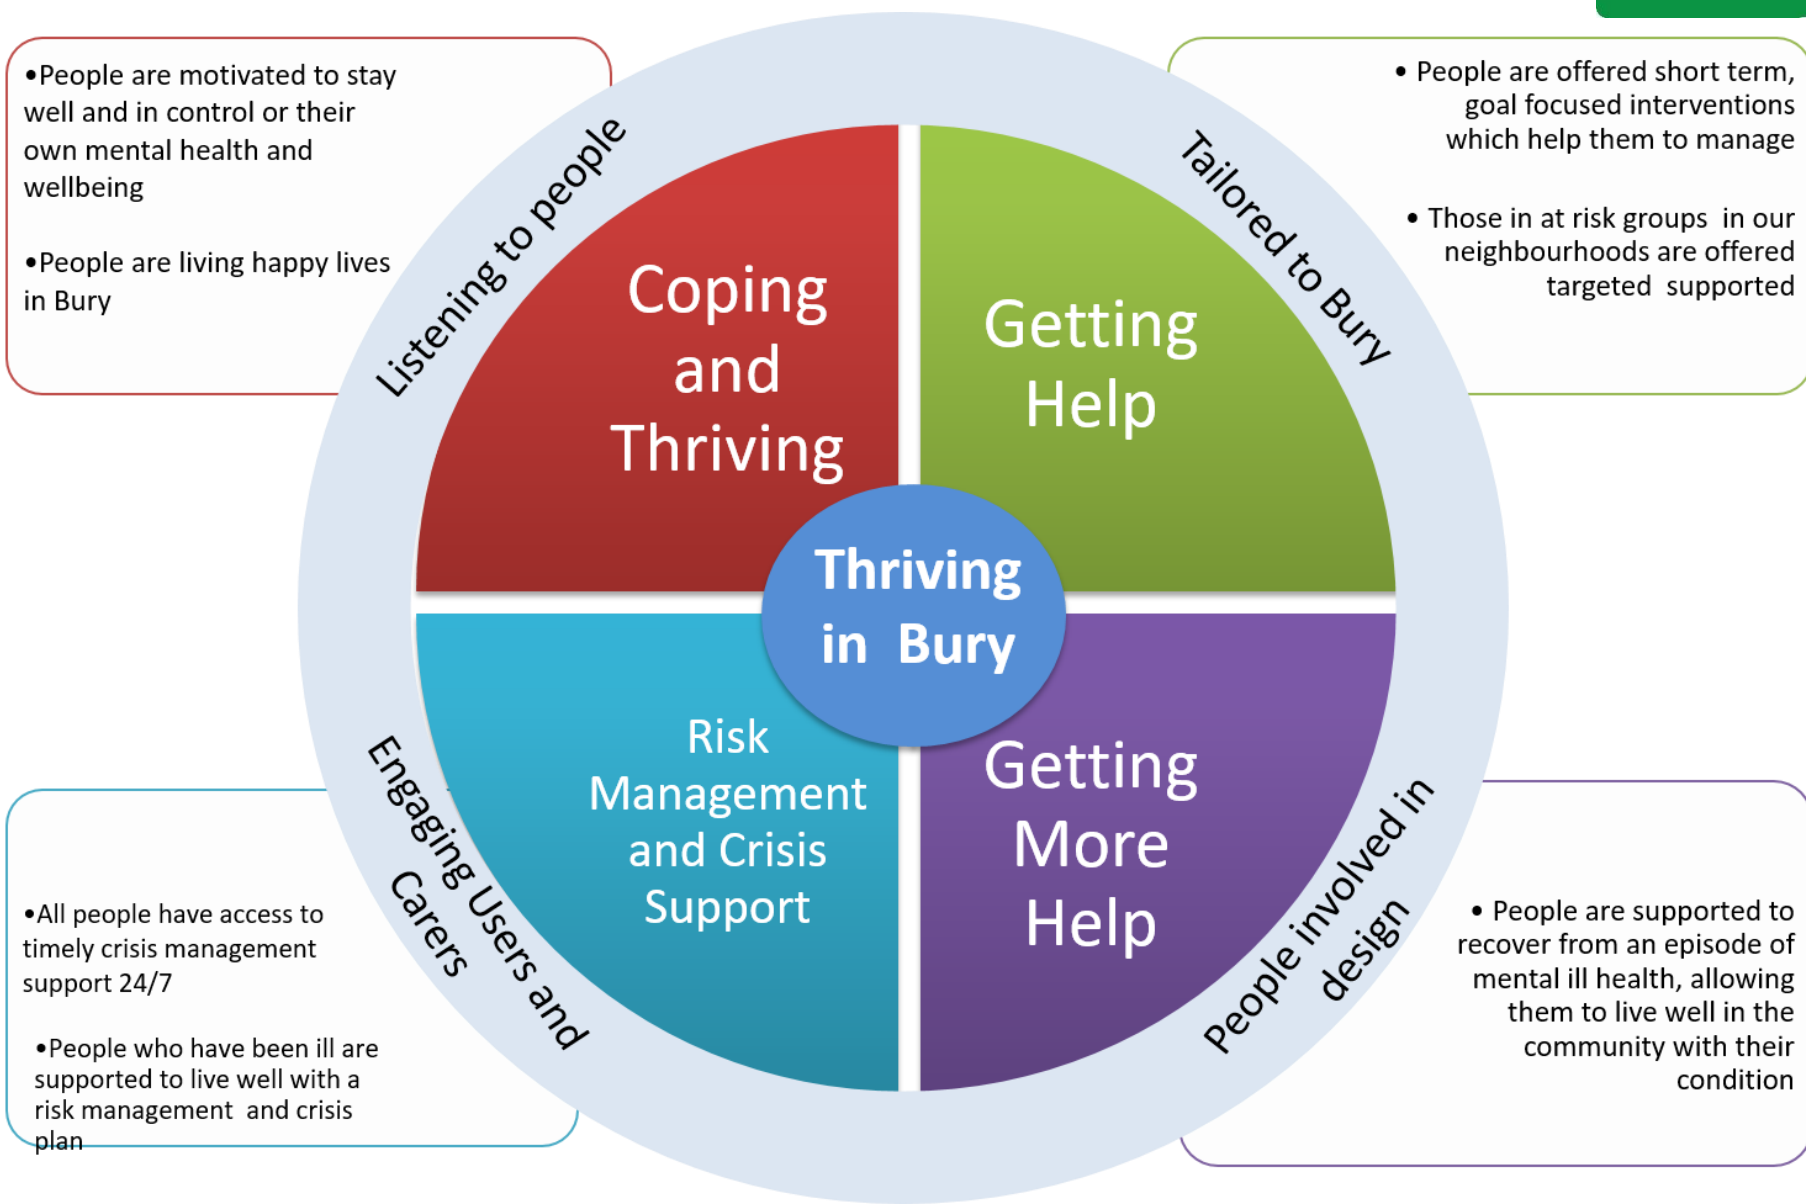 •People are motivated to stay
well and in control or their
own mental health and
wellbeing
•People are living happy lives
in Bury
• People are offered short term,
goal focused interventions
which help them to manage
• Those in at risk groups  in our
neighbourhoods are offered
targeted  supported
Listening to people
Tailored to Bury
Coping
and
Thriving
Getting
Help
Thriving
in  Bury
Risk
Management
and Crisis
Support
Getting
More
Help
Engaging Users and
Carers
People involved in
design
•All people have access to
timely crisis management
support 24/7
•People who have been ill are
supported to live well with a
risk management  and crisis
plan
• People are supported to
recover from an episode of
mental ill health, allowing
them to live well in the
community with their
condition